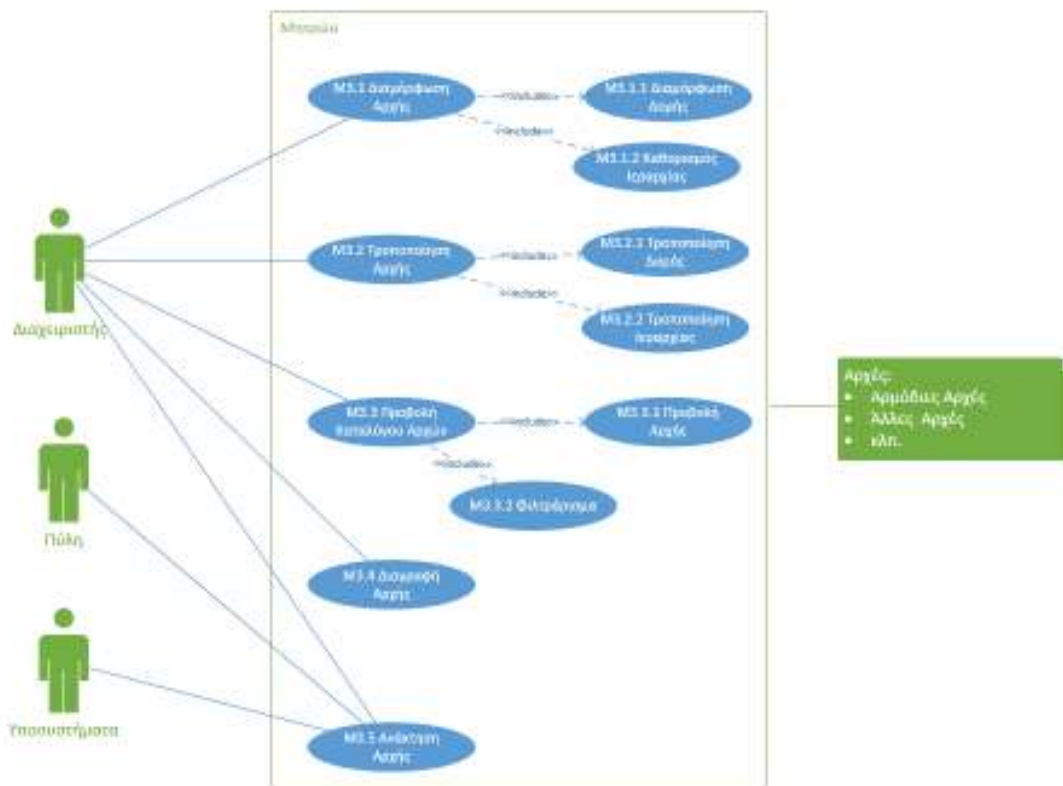 Μητρώο
Μ3.1 Διαμόρφωση
Αρχής
<<include>>
Μ3.1.1 Διαμόρφωση
Δομής
<<include>>
Μ3.1.2 Καθορισμός
Ιεραρχίας
Διαχειριστής
Μ3.2 Τροποποίηση
Αρχής
<<include>>
Μ3.2.1 Τροποποίηση
Δομής
<<include>>
Μ3.2.2 Τροποποίηση
Ιεραρχίας
Μ3.3 Προβολή
Καταλόγου Αρχών
<<include>>
Μ3.3.1 Προβολή
Αρχής
<<include>>
Μ3.3.2 Φιλτράρισμα
Αρχές:
• Αρμόδιες Αρχές
• Άλλες Αρχές
• κλπ.
Πύλη
Μ3.4 Διαγραφή
Αρχής
Υποσυστήματα
Μ3.5 Ανάκτηση
Αρχής